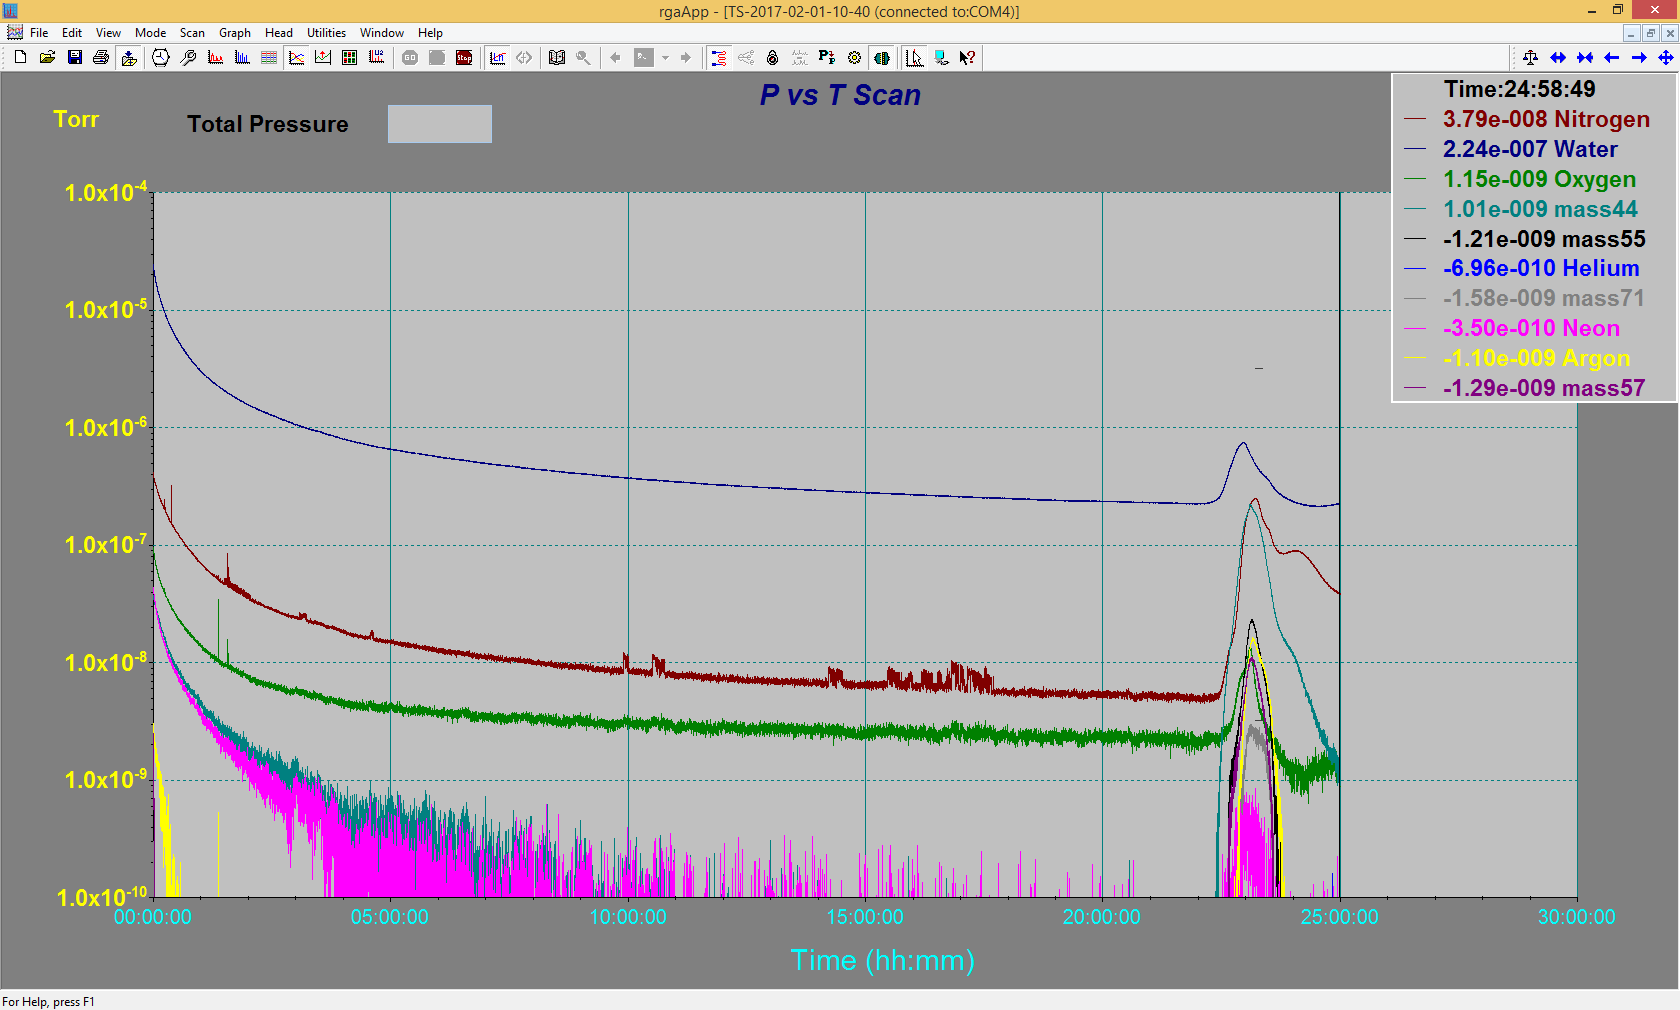 rgaApp - [TS-2017-02-01-10-40 (connected to:COM4)]
File Edit View Mode Scan Graph Head Utilities Window Help
GO Stop
P vs T Scan
Torr
Total Pressure
Time:24:58:49
3.79e-008 Nitrogen
2.24e-007 Water
1.15e-009 Oxygen
1.01e-009 mass44
-1.21e-009 mass55
-6.96e-010 Helium
-1.58e-009 mass71
-3.50e-010 Neon
-1.10e-009 Argon
-1.29e-009 mass57
1.0x10-4
1.0x10-5
1.0x10-6
1.0x10-7
1.0x10-8
1.0x10-9
1.0x10-10
00:00:00 05:00:00 10:00:00 15:00:00 20:00:00 25:00:00 30:00:00
Time (hh:mm)
For Help, press F1